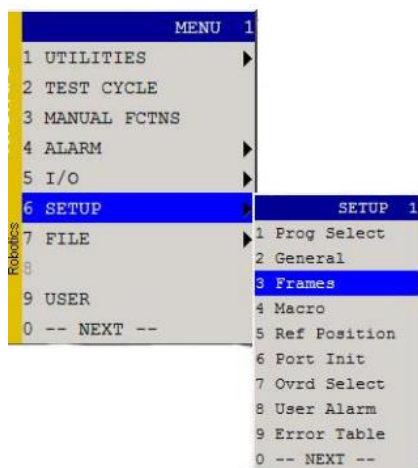 MENU 1
1 UTILITIES
2 TEST CYCLE
3 MANUAL FCTNS
4 ALARM
5 I/O
6 SETUP
7 FILE
8
9 USER
0 -- NEXT --
Robotics
SETUP 1
1 Prog Select
2 General
3 Frames
4 Macro
5 Ref Position
6 Port Init
7 Ovrd Select
8 User Alarm
9 Error Table
0 -- NEXT --